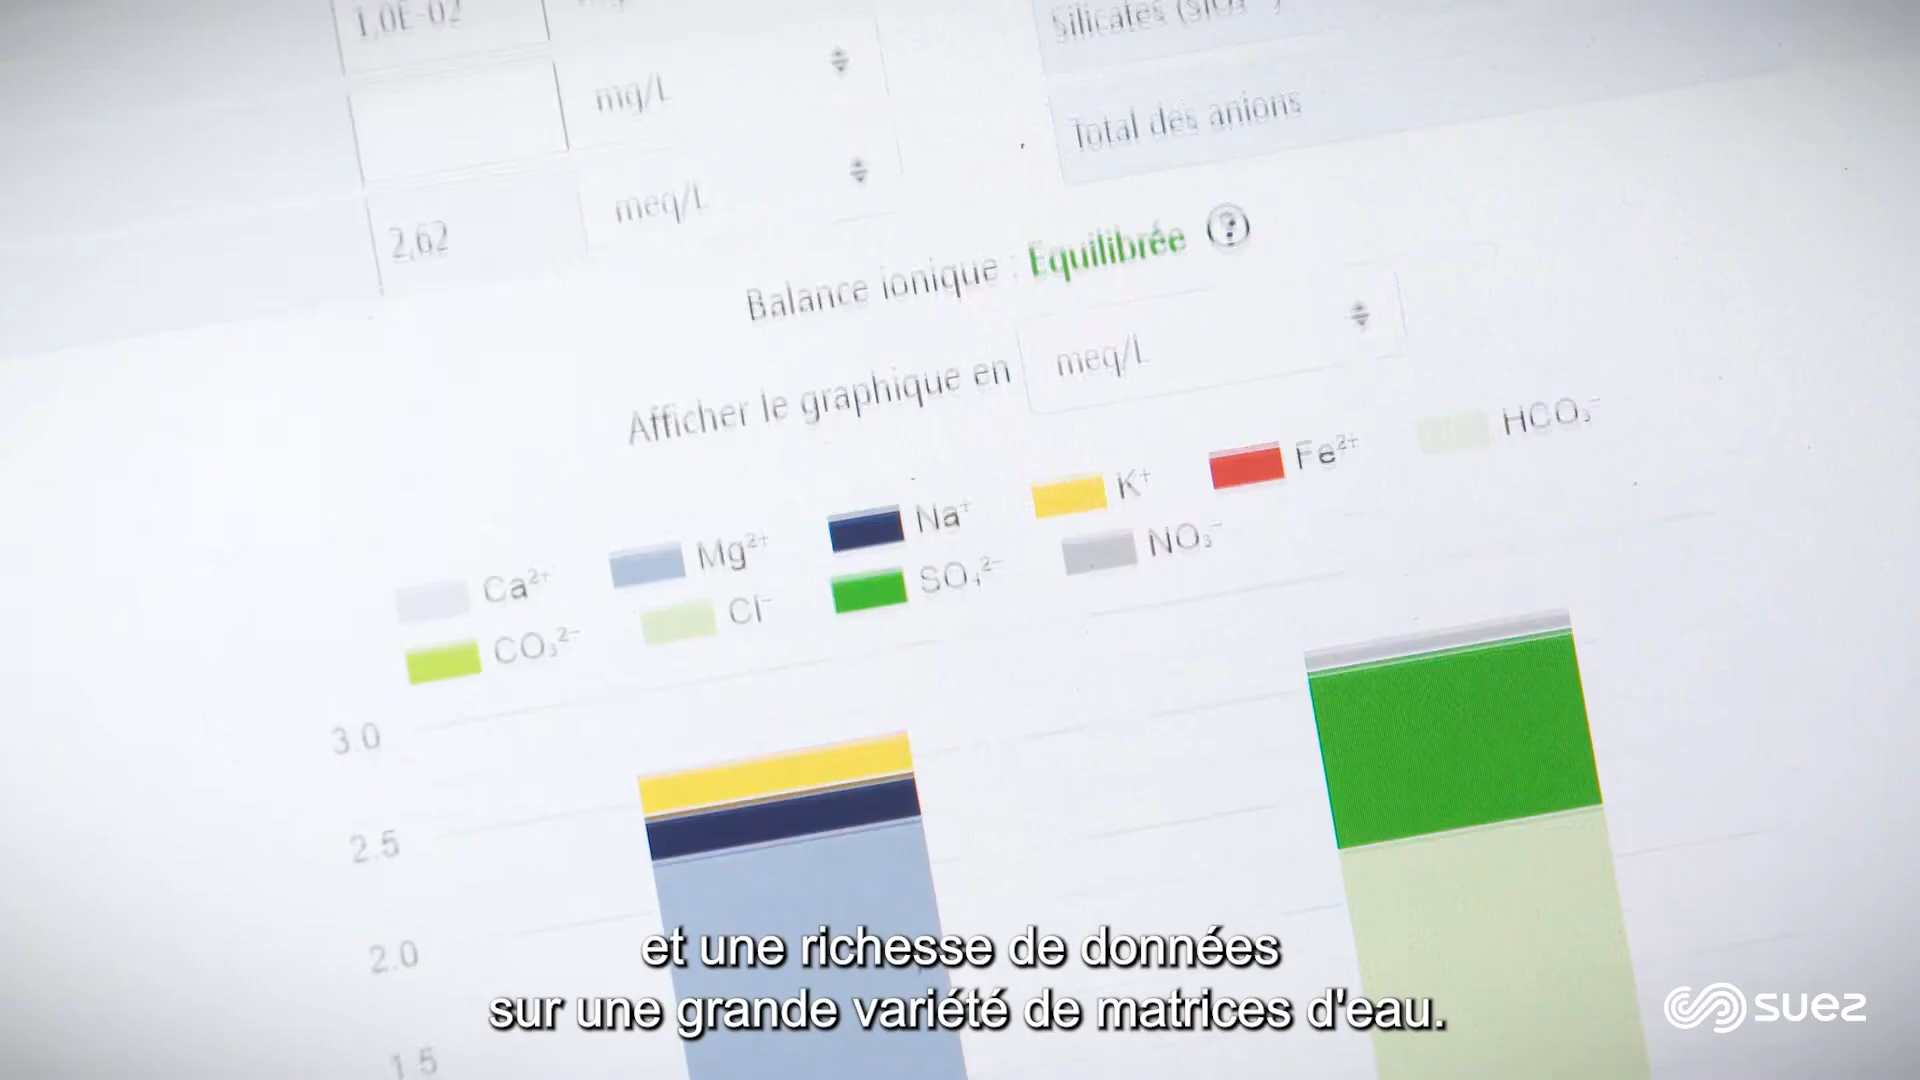 1,0E-02
Silicates
mg/L
Total des anions
2,62
meq/L
Balance ionique : Equilibrée ?
Afficher le graphique en meq/L
Ca²⁺ Mg²⁺ Na⁺ K⁺ Fe²⁺ HCO₃⁻
CO₃²⁻ Cl⁻ SO₄²⁻ NO₃⁻
3.0
2.5
2.0
1.5
et une richesse de données
sur une grande variété de matrices d'eau.
suez